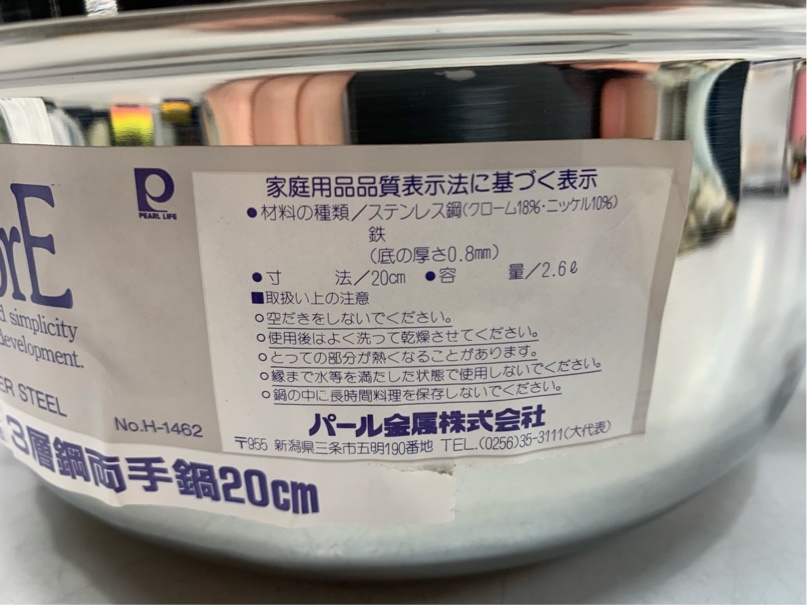 rE
d simplicity
development.
ER STEEL
No.H-1462
3層鋼両手鍋20cm
PEARL LIFE
家庭用品品質表示法に基づく表示
●材料の種類/ステンレス鋼(クローム18%・ニッケル10%)
鉄
(底の厚さ0.8mm)
●寸 法/20cm ●容 量/2.6ℓ
■取扱い上の注意
○空だきをしないでください。
○使用後はよく洗って乾燥させてください。
○とっての部分が熱くなることがあります。
○縁まで水等を満たした状態で使用しないでください。
○鍋の中に長時間料理を保存しないでください。
パール金属株式会社
〒955 新潟県三条市五明190番地 TEL.(0256)35-3111(大代表)